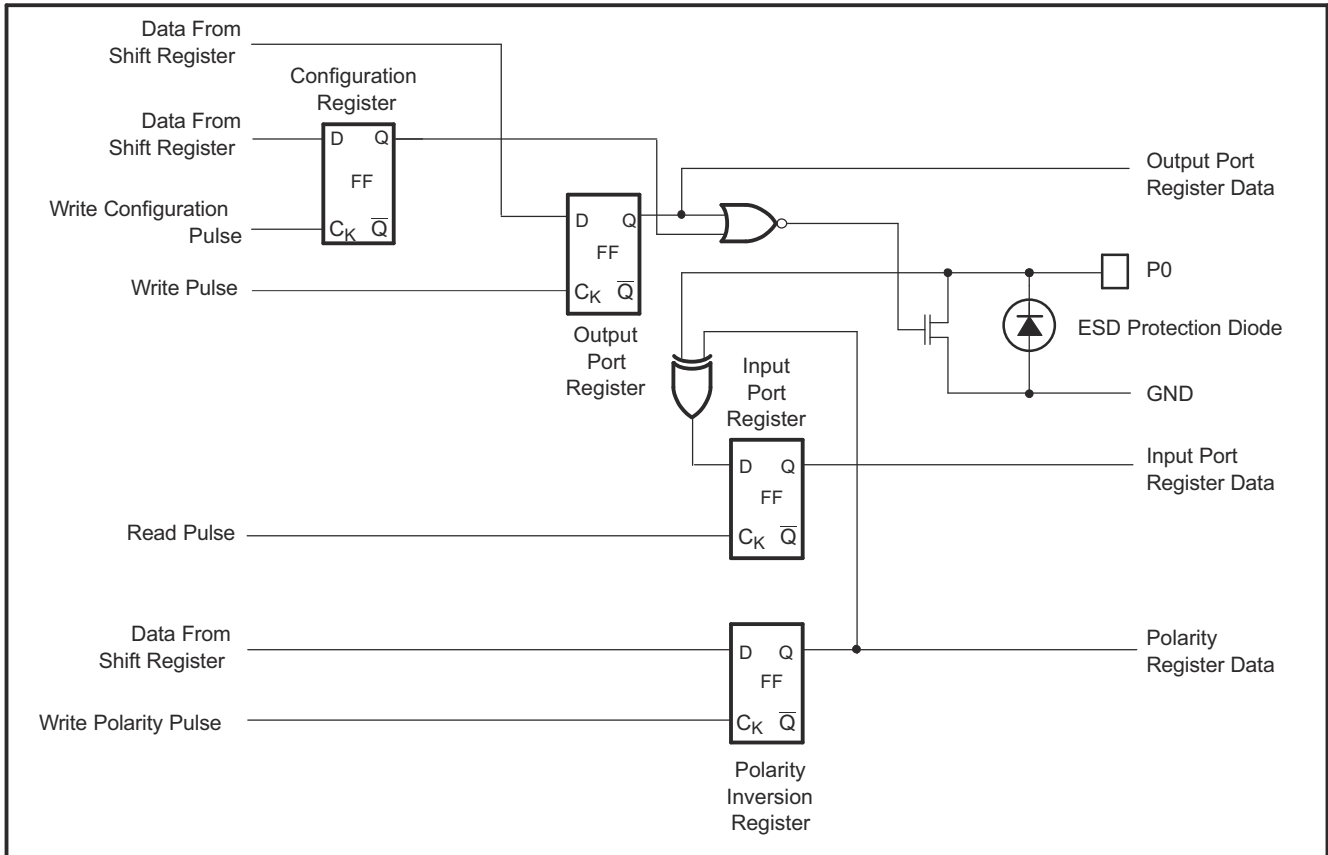 Data From
Shift Register
Configuration
Register
Data From
Shift Register
D Q
FF
Write Configuration
Pulse
CK Q̅
Output Port
Register Data
D Q
FF
Write Pulse
CK Q̅
P0
ESD Protection Diode
Output
Port
Register
Input
Port
Register
GND
D Q
FF
Input Port
Register Data
Read Pulse
CK Q̅
Data From
Shift Register
D Q
FF
Polarity
Register Data
Write Polarity Pulse
CK Q̅
Polarity
Inversion
Register